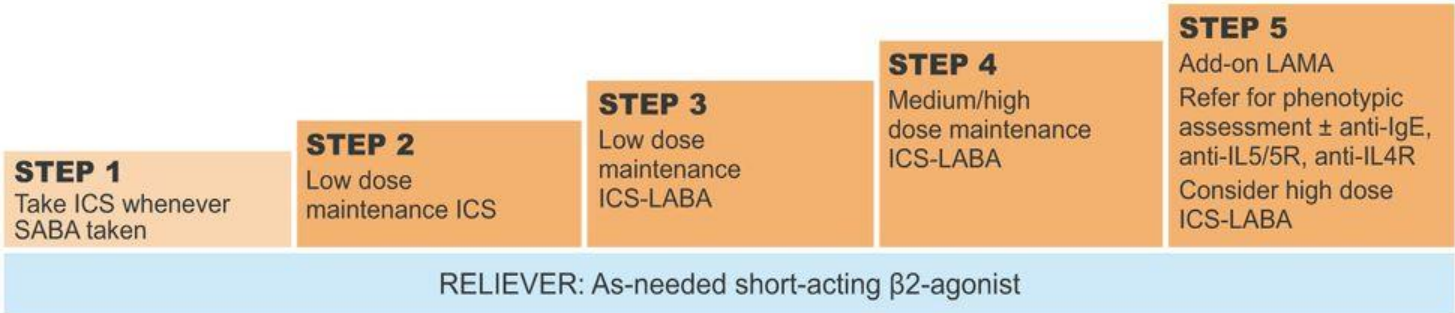 STEP 1
Take ICS whenever
SABA taken
STEP 2
Low dose
maintenance ICS
STEP 3
Low dose
maintenance
ICS-LABA
STEP 4
Medium/high
dose maintenance
ICS-LABA
STEP 5
Add-on LAMA
Refer for phenotypic
assessment ± anti-IgE,
anti-IL5/5R, anti-IL4R
Consider high dose
ICS-LABA
RELIEVER: As-needed short-acting β2-agonist